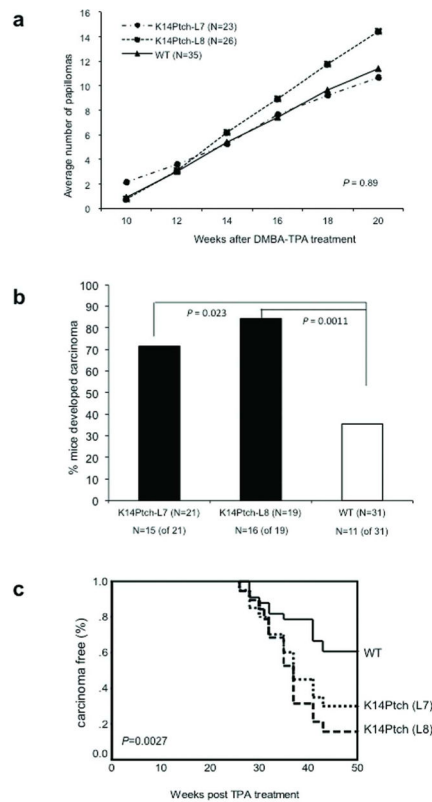 a
K14Ptch-L7 (N=23)
K14Ptch-L8 (N=26)
WT (N=35)
Average number of papillomas
16
14
12
10
8
6
4
2
0
P = 0.89
10 12 14 16 18 20
Weeks after DMBA-TPA treatment
b
% mice developed carcinoma
100
90
80
70
60
50
40
30
20
10
0
P = 0.023
P = 0.0011
K14Ptch-L7 (N=21) K14Ptch-L8 (N=19) WT (N=31)
N=15 (of 21) N=16 (of 19) N=11 (of 31)
c
carcinoma free (%)
1.0
.8
.6
.4
.2
0.0
WT
K14Ptch (L7)
K14Ptch (L8)
P=0.0027
0 10 20 30 40 50
Weeks post TPA treatment